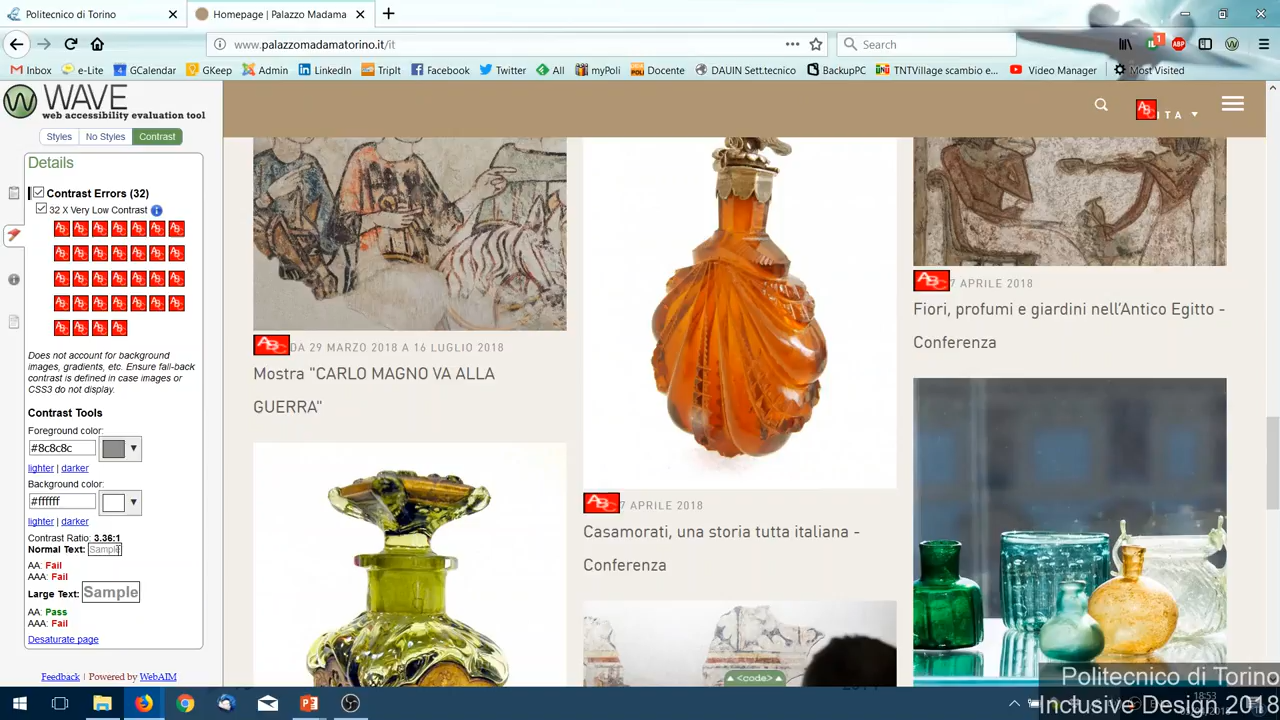 Politecnico di Torino
Homepage | Palazzo Madama
www.palazzomadamatorino.it/it
Search
Inbox
e-Lite
GCalendar
GKeep
Admin
LinkedIn
TripIt
Facebook
Twitter
All
myPoli
Docente
DAUIN Sett.tecnico
BackupPC
TNTVillage scambio e...
Video Manager
Most Visited
WAVE
web accessibility evaluation tool
Styles
No Styles
Contrast
Details
Contrast Errors (32)
32 X Very Low Contrast
Does not account for background
images, gradients, etc. Ensure fall-back
contrast is defined in case images or
CSS3 do not display.
Contrast Tools
Foreground color:
#8c8c8c
lighter | darker
Background color:
#ffffff
lighter | darker
Contrast Ratio: 3.36:1
Normal Text: Sample
AA: Fail
AAA: Fail
Large Text: Sample
AA: Pass
AAA: Fail
Desaturate page
Feedback | Powered by WebAIM
ITA
DA 29 MARZO 2018 A 16 LUGLIO 2018
Mostra "CARLO MAGNO VA ALLA
GUERRA"
7 APRILE 2018
Casamorati, una storia tutta italiana -
Conferenza
7 APRILE 2018
Fiori, profumi e giardini nell'Antico Egitto -
Conferenza
<code>
Politecnico di Torino
18:53
Inclusive Design 2018